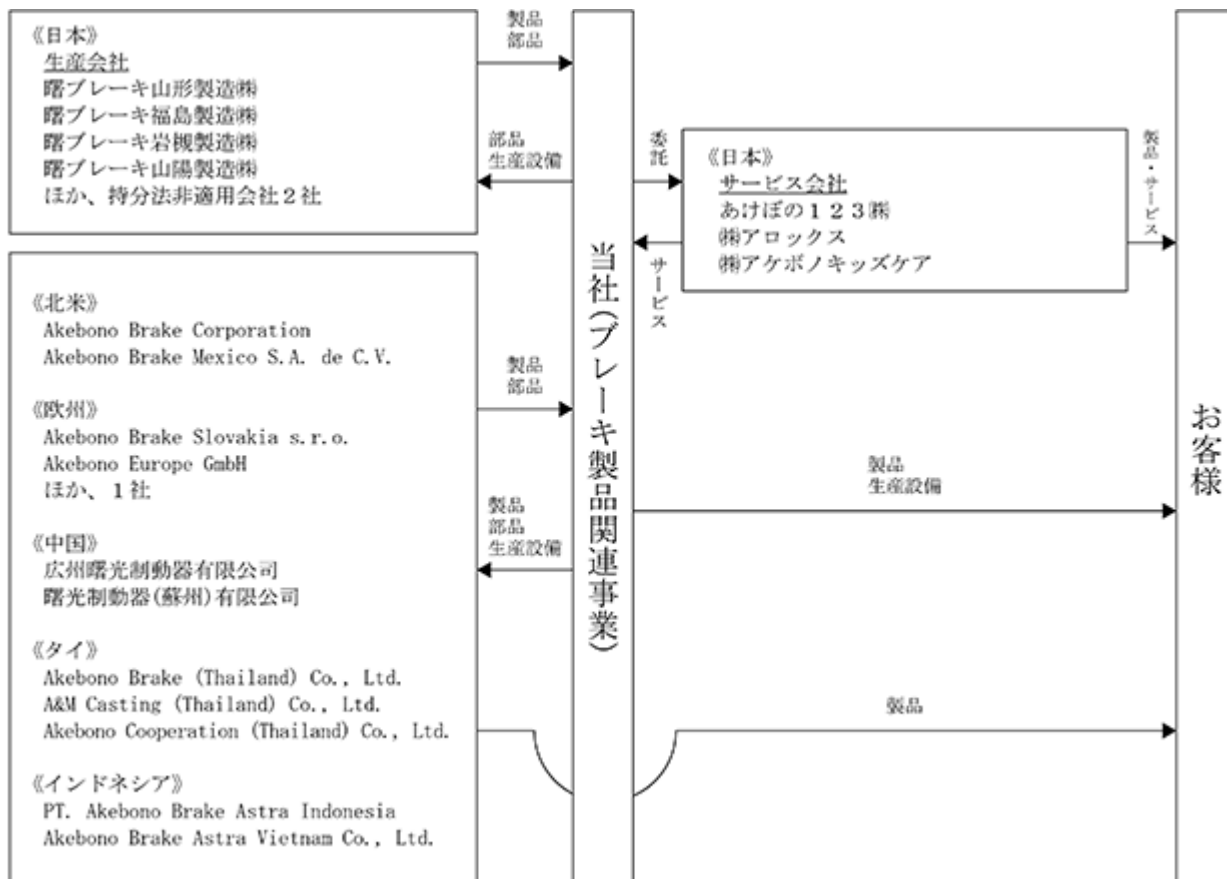 《日本》
生産会社
曙ブレーキ山形製造㈱
曙ブレーキ福島製造㈱
曙ブレーキ岩槻製造㈱
曙ブレーキ山陽製造㈱
ほか、持分法非適用会社２社
製品
部品
部品
生産設備
《北米》
Akebono Brake Corporation
Akebono Brake Mexico S.A. de C.V.
《欧州》
Akebono Brake Slovakia s.r.o.
Akebono Europe GmbH
ほか、１社
《中国》
広州曙光制動器有限公司
曙光制動器(蘇州)有限公司
《タイ》
Akebono Brake (Thailand) Co., Ltd.
A&M Casting (Thailand) Co., Ltd.
Akebono Cooperation (Thailand) Co., Ltd.
《インドネシア》
PT. Akebono Brake Astra Indonesia
Akebono Brake Astra Vietnam Co., Ltd.
製品
部品
製品
部品
生産設備
当社(ブレーキ製品関連事業)
委託
サービス
《日本》
サービス会社
あけぼの１２３㈱
㈱アロックス
㈱アケボノキッズケア
製品・サービス
製品
生産設備
製品
お客様